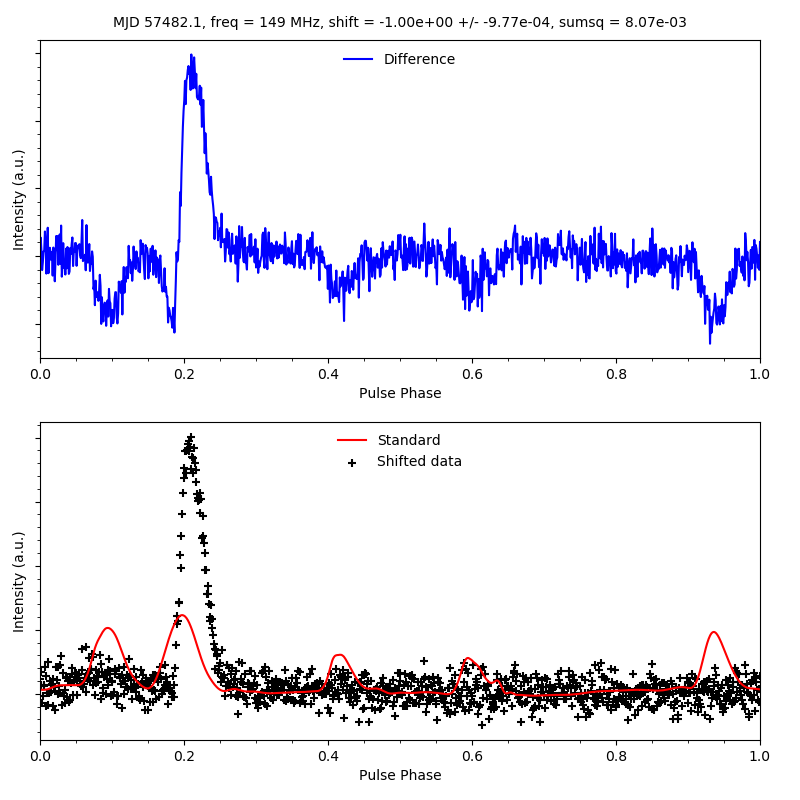 MJD 57482.1, freq = 149 MHz, shift = -1.00e+00 +/- -9.77e-04, sumsq = 8.07e-03
Difference
Intensity (a.u.)
0.0 0.2 0.4 0.6 0.8 1.0
Pulse Phase
Standard
Shifted data
Intensity (a.u.)
0.0 0.2 0.4 0.6 0.8 1.0
Pulse Phase